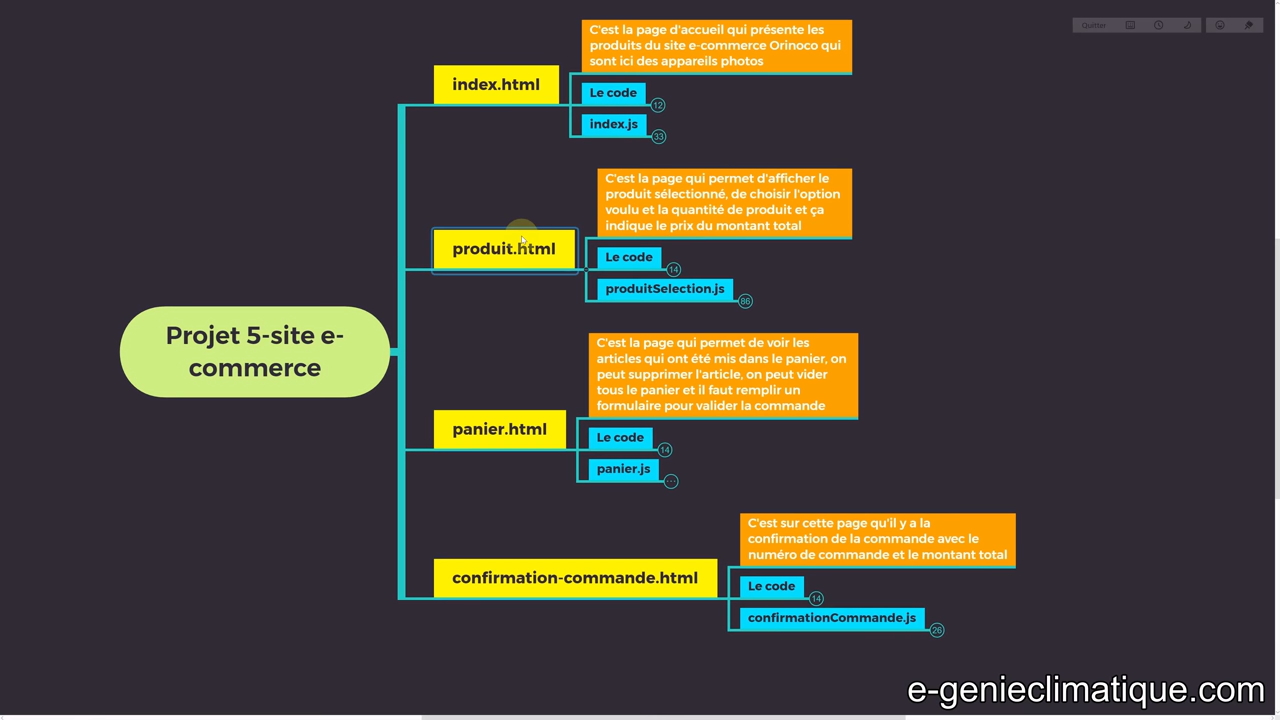 Quitter
C'est la page d'accueil qui présente les
produits du site e-commerce Orinoco qui
sont ici des appareils photos
index.html
Le code
12
index.js
33
C'est la page qui permet d'afficher le
produit sélectionné, de choisir l'option
voulu et la quantité de produit et ça
indique le prix du montant total
produit.html
Le code
14
produitSelection.js
86
Projet 5-site e-
commerce
C'est la page qui permet de voir les
articles qui ont été mis dans le panier, on
peut supprimer l'article, on peut vider
tous le panier et il faut remplir un
formulaire pour valider la commande
panier.html
Le code
14
panier.js
...
C'est sur cette page qu'il y a la
confirmation de la commande avec le
numéro de commande et le montant total
confirmation-commande.html
Le code
14
confirmationCommande.js
26
e-genieclimatique.com